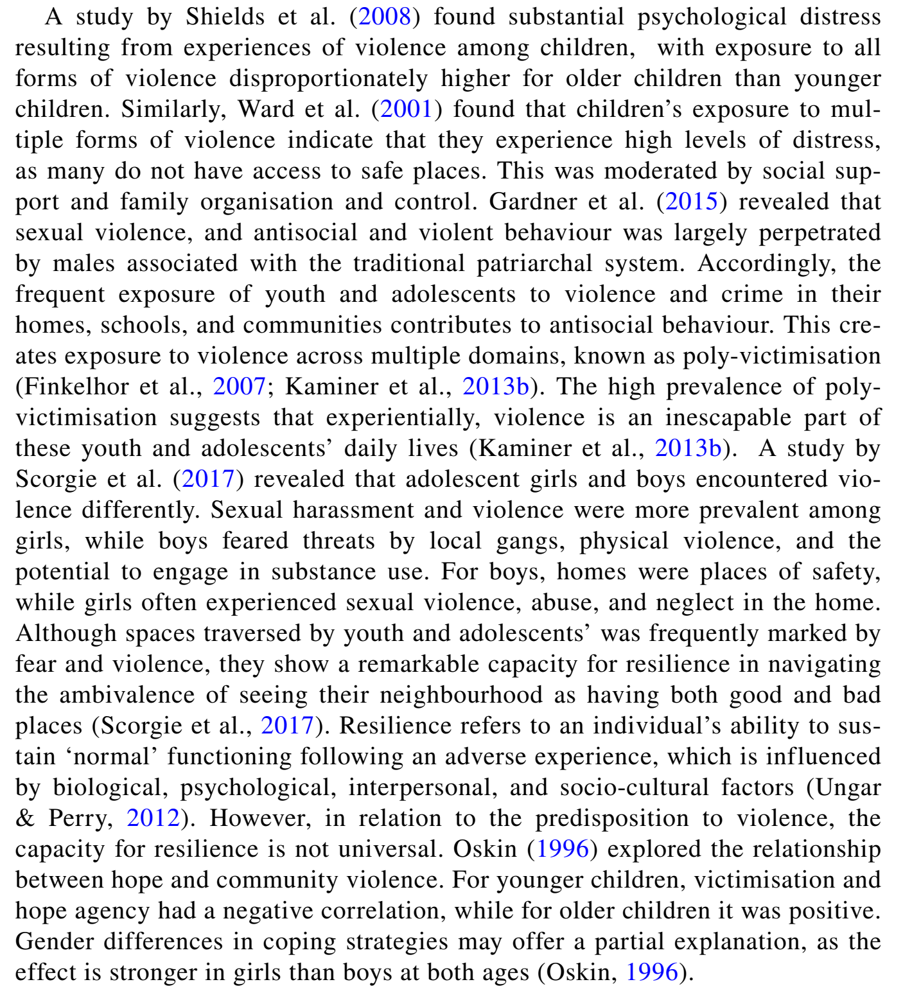 A study by Shields et al. (2008) found substantial psychological distress
resulting from experiences of violence among children, with exposure to all
forms of violence disproportionately higher for older children than younger
children. Similarly, Ward et al. (2001) found that children’s exposure to mul-
tiple forms of violence indicate that they experience high levels of distress,
as many do not have access to safe places. This was moderated by social sup-
port and family organisation and control. Gardner et al. (2015) revealed that
sexual violence, and antisocial and violent behaviour was largely perpetrated
by males associated with the traditional patriarchal system. Accordingly, the
frequent exposure of youth and adolescents to violence and crime in their
homes, schools, and communities contributes to antisocial behaviour. This cre-
ates exposure to violence across multiple domains, known as poly-victimisation
(Finkelhor et al., 2007; Kaminer et al., 2013b). The high prevalence of poly-
victimisation suggests that experientially, violence is an inescapable part of
these youth and adolescents’ daily lives (Kaminer et al., 2013b). A study by
Scorgie et al. (2017) revealed that adolescent girls and boys encountered vio-
lence differently. Sexual harassment and violence were more prevalent among
girls, while boys feared threats by local gangs, physical violence, and the
potential to engage in substance use. For boys, homes were places of safety,
while girls often experienced sexual violence, abuse, and neglect in the home.
Although spaces traversed by youth and adolescents’ was frequently marked by
fear and violence, they show a remarkable capacity for resilience in navigating
the ambivalence of seeing their neighbourhood as having both good and bad
places (Scorgie et al., 2017). Resilience refers to an individual’s ability to sus-
tain ‘normal’ functioning following an adverse experience, which is influenced
by biological, psychological, interpersonal, and socio-cultural factors (Ungar
& Perry, 2012). However, in relation to the predisposition to violence, the
capacity for resilience is not universal. Oskin (1996) explored the relationship
between hope and community violence. For younger children, victimisation and
hope agency had a negative correlation, while for older children it was positive.
Gender differences in coping strategies may offer a partial explanation, as the
effect is stronger in girls than boys at both ages (Oskin, 1996).